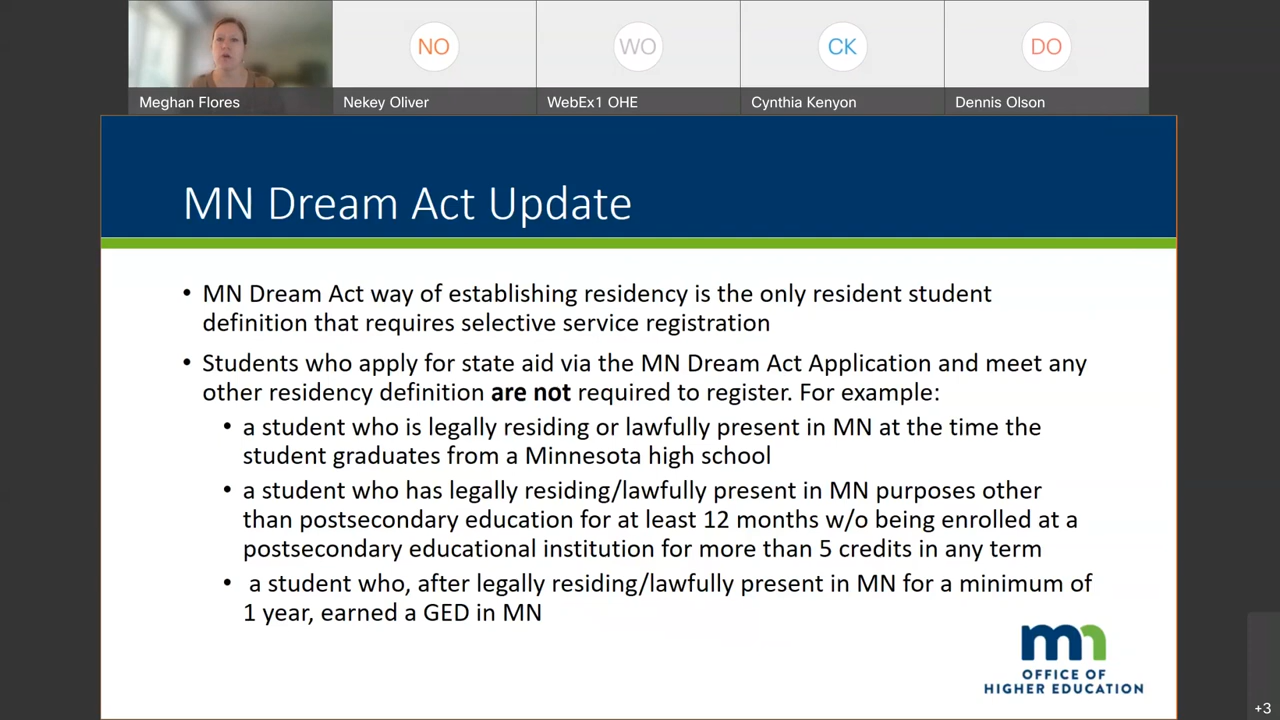 NO
WO
CK
DO
Meghan Flores
Nekey Oliver
WebEx1 OHE
Cynthia Kenyon
Dennis Olson
MN Dream Act Update
• MN Dream Act way of establishing residency is the only resident student
definition that requires selective service registration
• Students who apply for state aid via the MN Dream Act Application and meet any
other residency definition are not required to register. For example:
• a student who is legally residing or lawfully present in MN at the time the
student graduates from a Minnesota high school
• a student who has legally residing/lawfully present in MN purposes other
than postsecondary education for at least 12 months w/o being enrolled at a
postsecondary educational institution for more than 5 credits in any term
• a student who, after legally residing/lawfully present in MN for a minimum of
1 year, earned a GED in MN
mn
OFFICE OF
HIGHER EDUCATION
+3